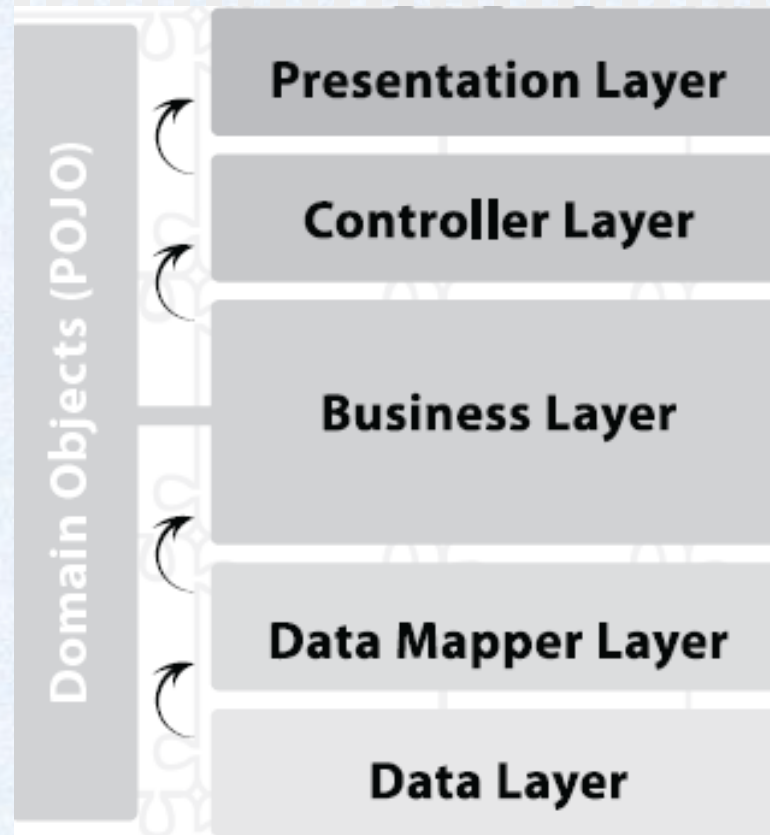 Domain Objects (POJO)
Presentation Layer
Controller Layer
Business Layer
Data Mapper Layer
Data Layer